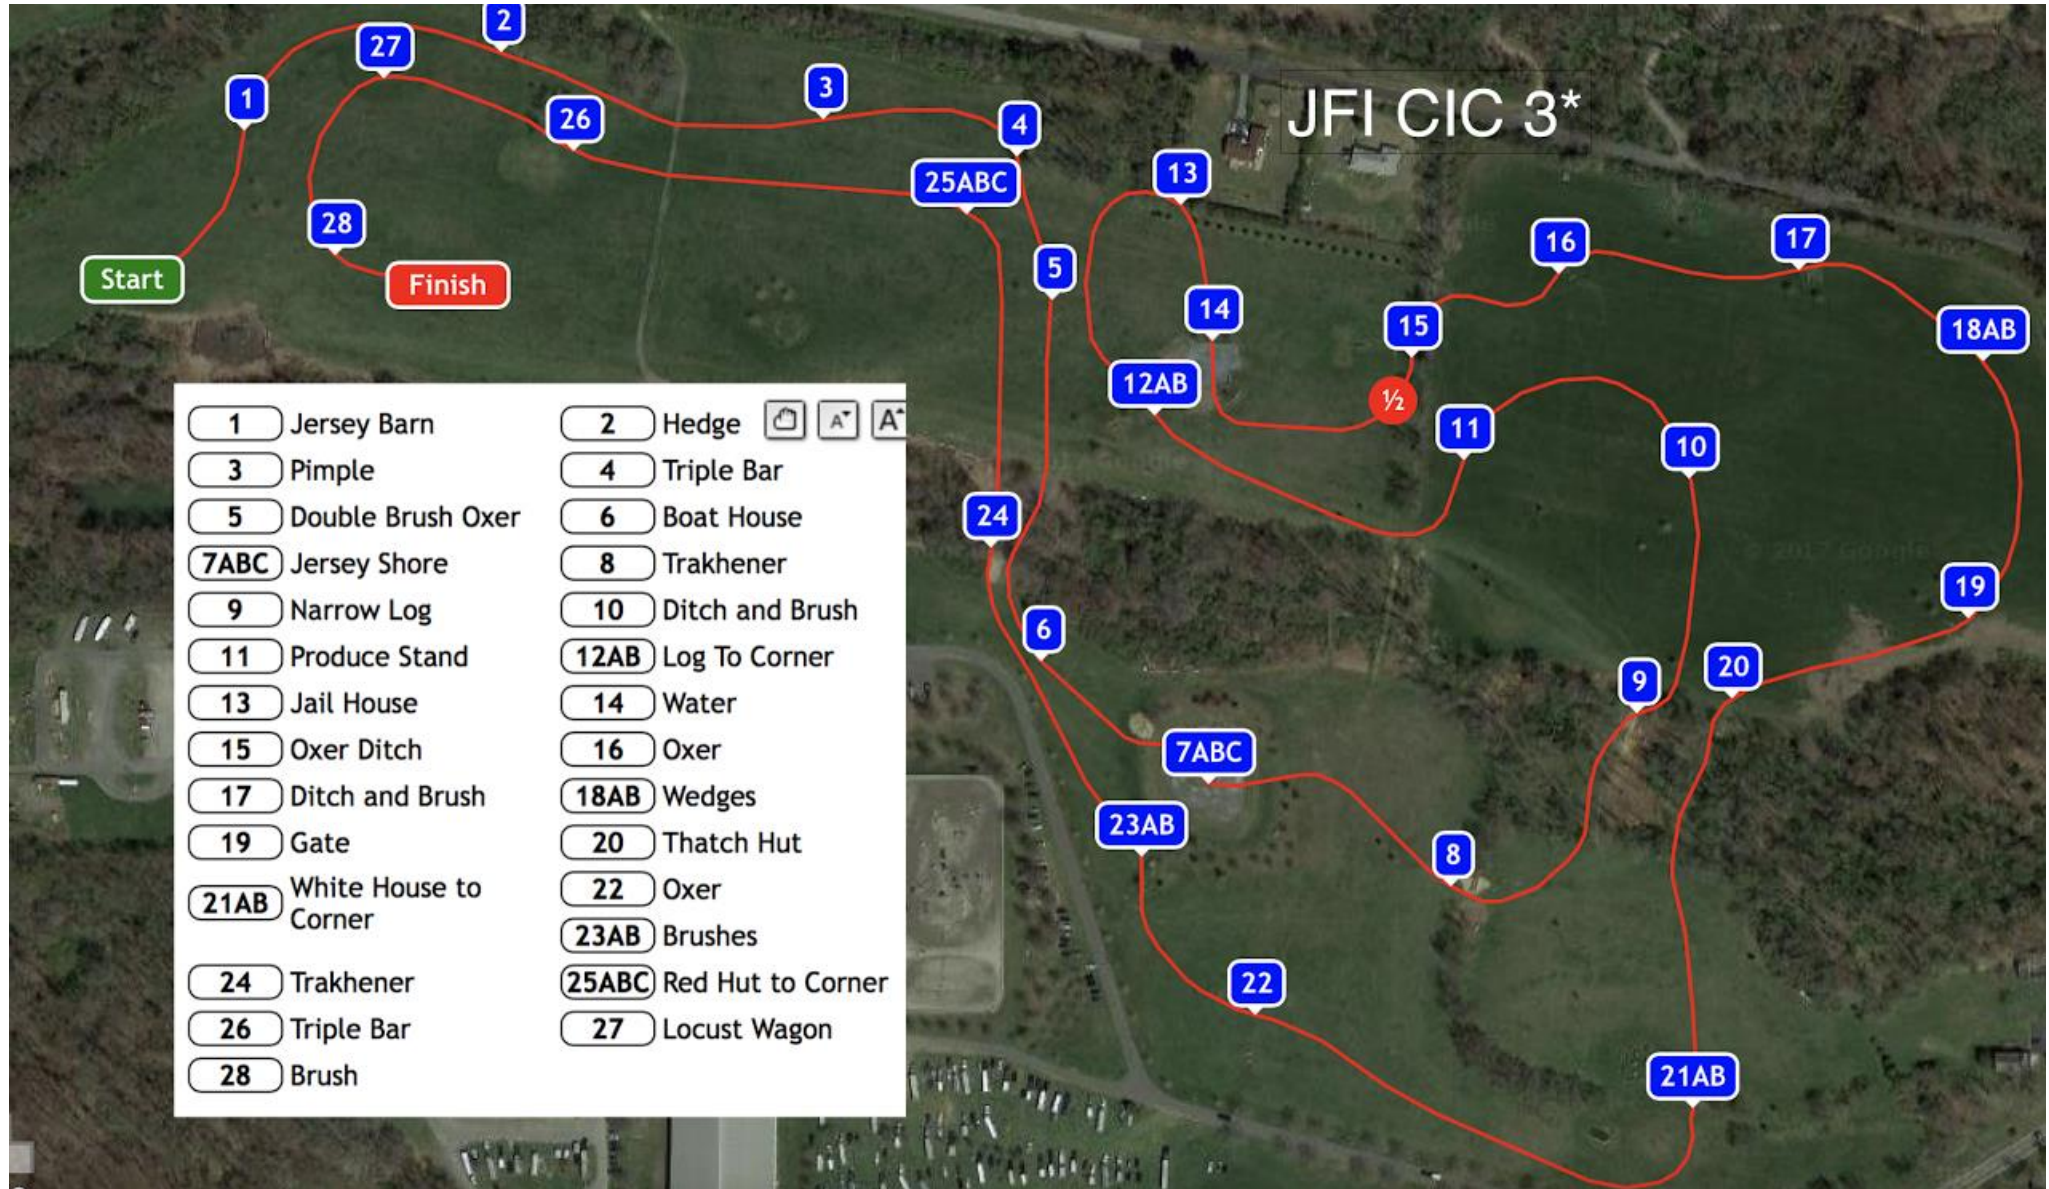 2
27
1
3
26
4
JFI CIC 3*
25ABC
13
28
16
17
Start
Finish
5
14
15
18AB
12AB
½
11
10
24
© 2017 Google
19
6
20
9
7ABC
23AB
8
22
21AB
1 Jersey Barn 2 Hedge A A
3 Pimple 4 Triple Bar
5 Double Brush Oxer 6 Boat House
7ABC Jersey Shore 8 Trakhener
9 Narrow Log 10 Ditch and Brush
11 Produce Stand 12AB Log To Corner
13 Jail House 14 Water
15 Oxer Ditch 16 Oxer
17 Ditch and Brush 18AB Wedges
19 Gate 20 Thatch Hut
21AB White House to
Corner
22 Oxer
23AB Brushes
24 Trakhener 25ABC Red Hut to Corner
26 Triple Bar 27 Locust Wagon
28 Brush